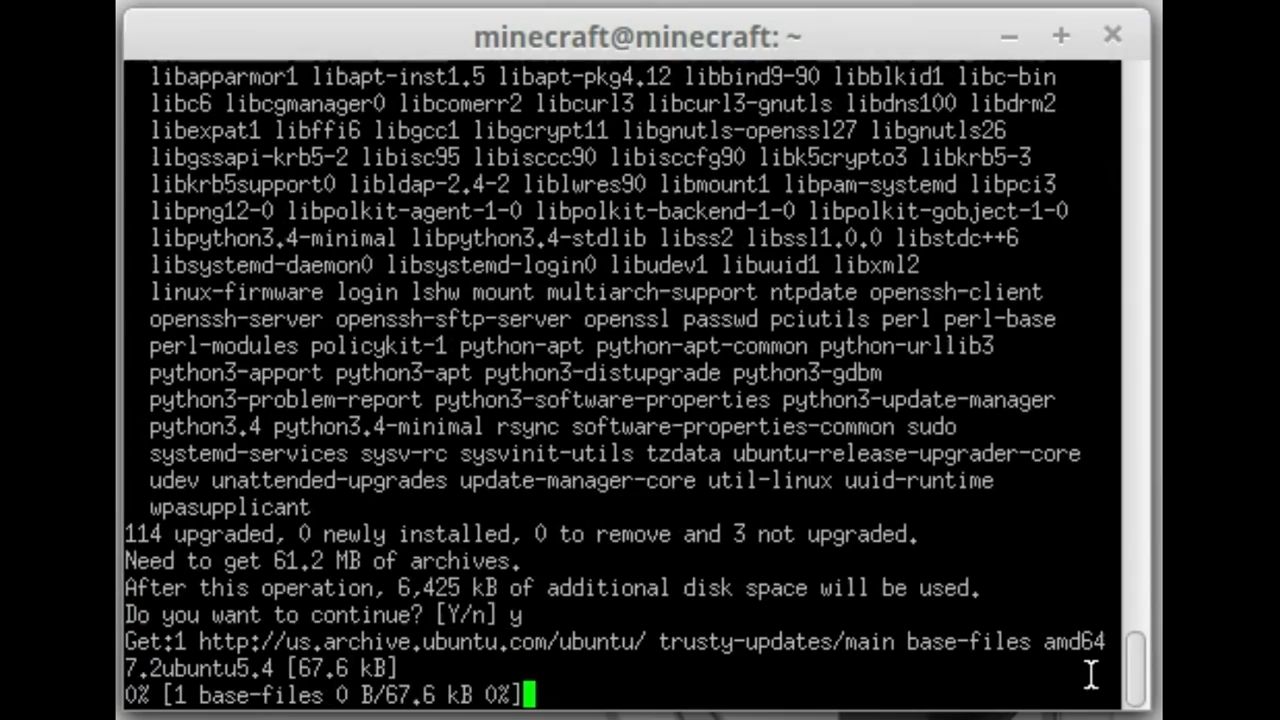 minecraft@minecraft: ~
libapparmor1 libapt-inst1.5 libapt-pkg4.12 libbind9-90 libblkid1 libc-bin
libc6 libcgmanager0 libcomerr2 libcurl3 libcurl3-gnutls libdns100 libdrm2
libexpat1 libffi6 libgcc1 libgcrypt11 libgnutls-openssl27 libgnutls26
libgssapi-krb5-2 libisc95 libisccc90 libisccfg90 libk5crypto3 libkrb5-3
libkrb5support0 libldap-2.4-2 liblwres90 libmount1 libpam-systemd libpci3
libpng12-0 libpolkit-agent-1-0 libpolkit-backend-1-0 libpolkit-gobject-1-0
libpython3.4-minimal libpython3.4-stdlib libss2 libssl1.0.0 libstdc++6
libsystemd-daemon0 libsystemd-login0 libudev1 libuuid1 libxml2
linux-firmware login lshw mount multiarch-support ntpdate openssh-client
openssh-server openssh-sftp-server openssl passwd pciutils perl perl-base
perl-modules policykit-1 python-apt python-apt-common python-urllib3
python3-apport python3-apt python3-distupgrade python3-gdbm
python3-problem-report python3-software-properties python3-update-manager
python3.4 python3.4-minimal rsync software-properties-common sudo
systemd-services sysv-rc sysvinit-utils tzdata ubuntu-release-upgrader-core
udev unattended-upgrades update-manager-core util-linux uuid-runtime
wpasupplicant
114 upgraded, 0 newly installed, 0 to remove and 3 not upgraded.
Need to get 61.2 MB of archives.
After this operation, 6,425 kB of additional disk space will be used.
Do you want to continue? [Y/n] y
Get:1 http://us.archive.ubuntu.com/ubuntu/ trusty-updates/main base-files amd64
7.2ubuntu5.4 [67.6 kB]
0% [1 base-files 0 B/67.6 kB 0%]